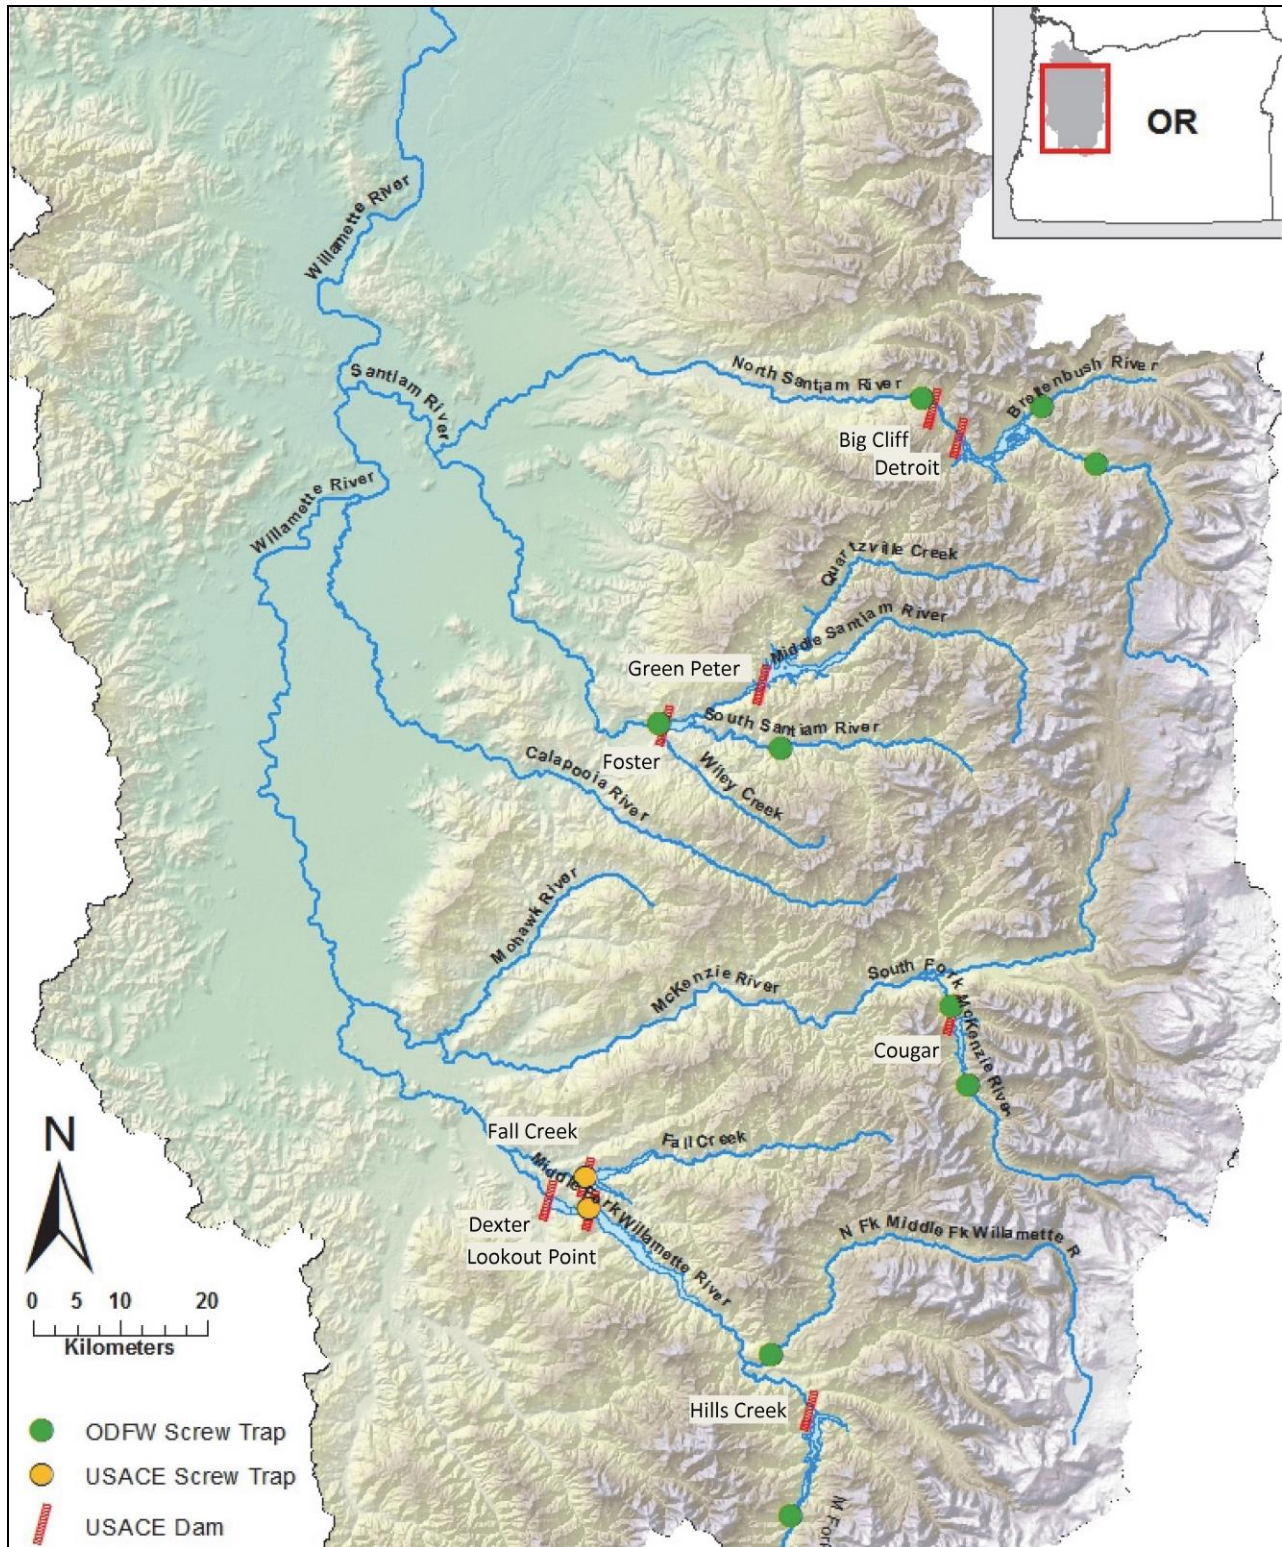 OR
Willamette River
Santiam River
North Santiam River
Breitenbush River
Big Cliff
Detroit
Willamette River
Quartzville Creek
Middle Santiam River
Green Peter
South Santiam River
Foster
Wiley Creek
Calapooia River
Mohawk River
McKenzie River
South Fork McKenzie River
Cougar
Fall Creek
Fall Creek
Middle Fork Willamette River
Dexter
Lookout Point
N Fk Middle Fk Willamette R
Hills Creek
M For
N
0 5 10 20
Kilometers
ODFW Screw Trap
USACE Screw Trap
USACE Dam